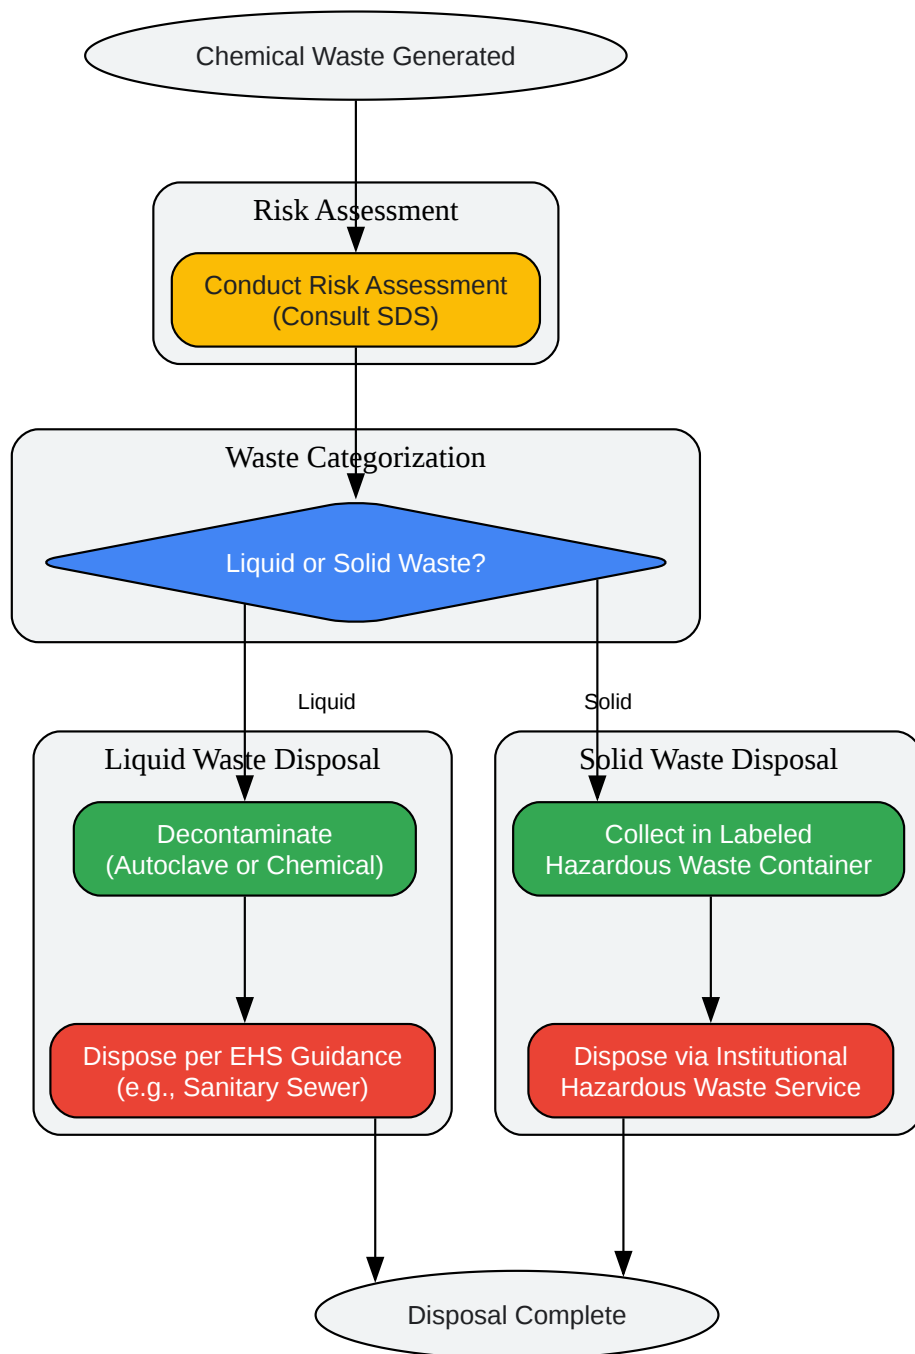 Chemical Waste Generated
Risk Assessment
Conduct Risk Assessment
(Consult SDS)
Waste Categorization
Liquid or Solid Waste?
Liquid
Solid
Liquid Waste Disposal
Decontaminate
(Autoclave or Chemical)
Dispose per EHS Guidance
(e.g., Sanitary Sewer)
Solid Waste Disposal
Collect in Labeled
Hazardous Waste Container
Dispose via Institutional
Hazardous Waste Service
Disposal Complete